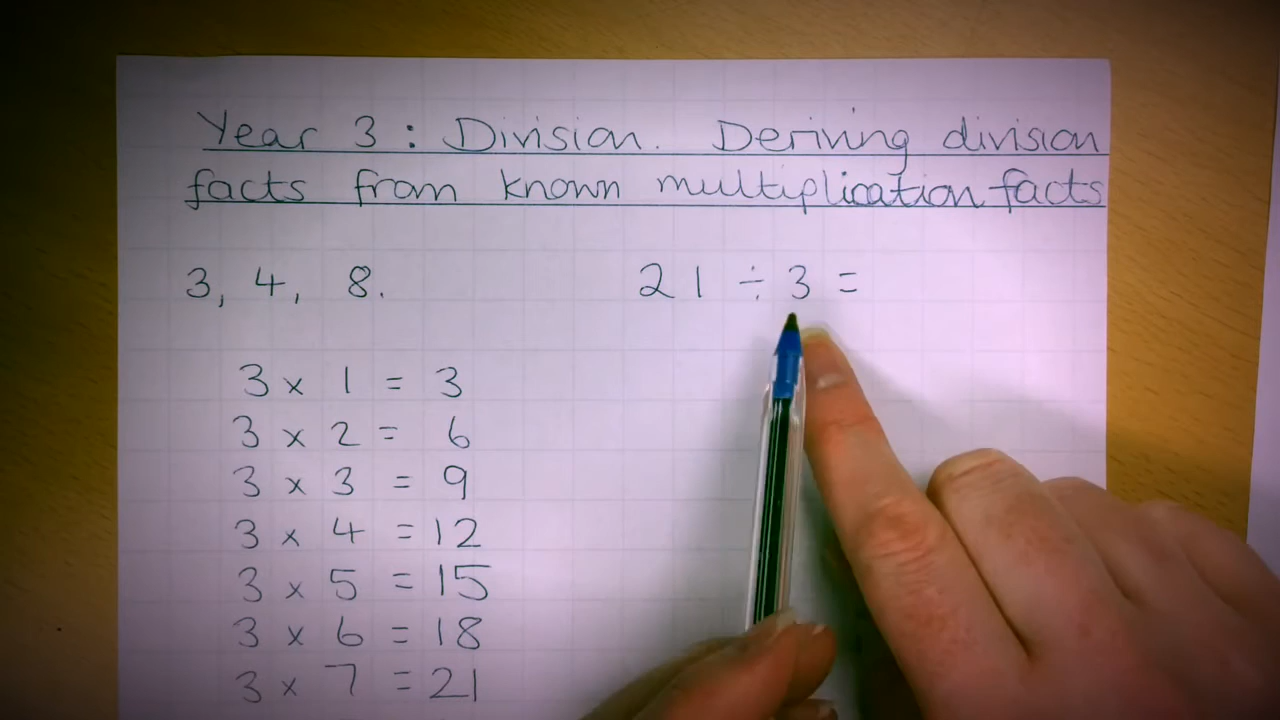 Year 3 : Division. Deriving division
facts from known multiplication facts
3, 4, 8.
21 ÷ 3 =
3 x 1 = 3
3 x 2 = 6
3 x 3 = 9
3 x 4 = 12
3 x 5 = 15
3 x 6 = 18
3 x 7 = 21